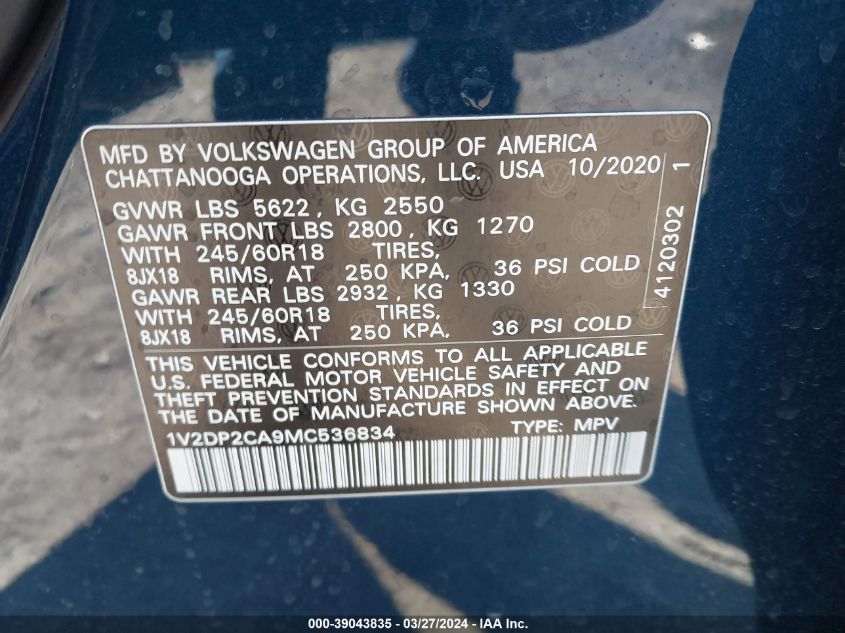 MFD BY VOLKSWAGEN GROUP OF AMERICA
CHATTANOOGA OPERATIONS, LLC. USA 10/2020
GVWR LBS 5622, KG 2550
GAWR FRONT LBS 2800, KG 1270
WITH 245/60R18 TIRES,
8JX18 RIMS, AT 250 KPA, 36 PSI COLD
GAWR REAR LBS 2932, KG 1330
WITH 245/60R18 TIRES,
8JX18 RIMS, AT 250 KPA, 36 PSI COLD
4120302 1
THIS VEHICLE CONFORMS TO ALL APPLICABLE
U.S. FEDERAL MOTOR VEHICLE SAFETY AND
THEFT PREVENTION STANDARDS IN EFFECT ON
THE DATE OF MANUFACTURE SHOWN ABOVE.
1V2DP2CA9MC536834 TYPE: MPV
000-39043835 - 03/27/2024 - IAA Inc.